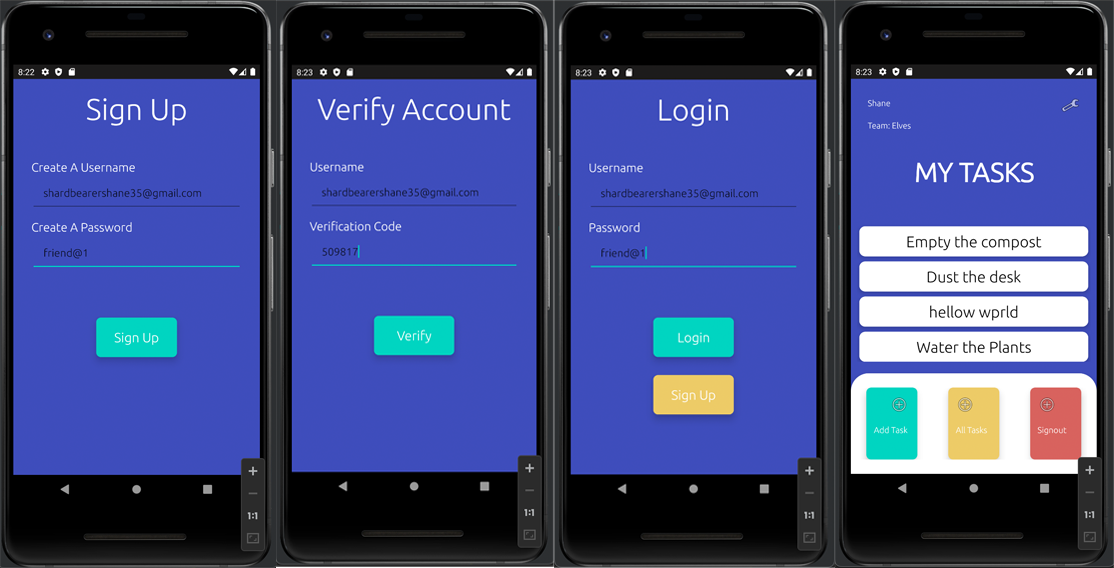 8:22
Sign Up
Create A Username
shardbearershane35@gmail.com
Create A Password
friend@1
Sign Up
1:1
8:23
Verify Account
Username
shardbearershane35@gmail.com
Verification Code
509817
Verify
1:1
8:23
Login
Username
shardbearershane35@gmail.com
Password
friend@1
Login
Sign Up
1:1
8:23
Shane
Team: Elves
MY TASKS
Empty the compost
Dust the desk
hellow wprld
Water the Plants
Add Task
All Tasks
Signout
1:1